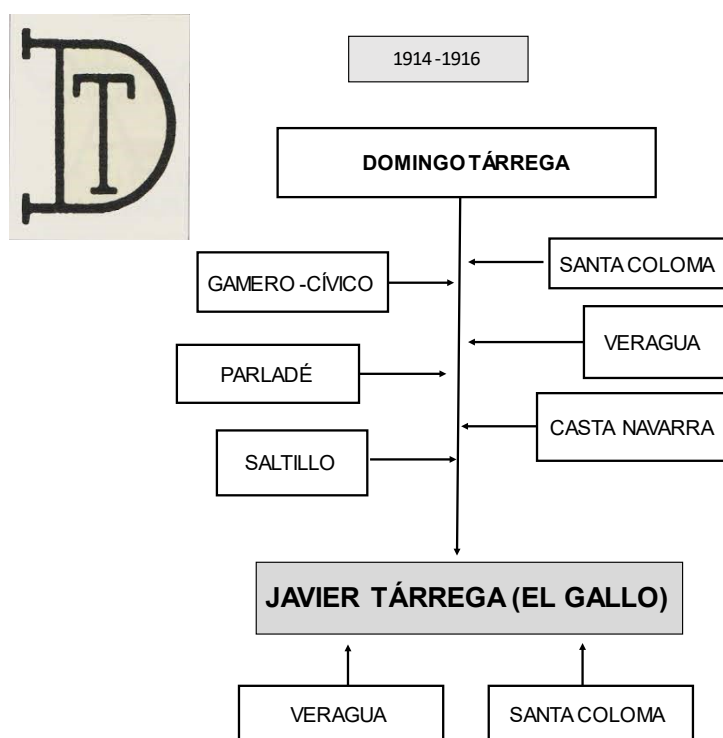 DT
1914-1916
DOMINGO TÁRREGA
SANTA COLOMA
GAMERO-CÍVICO
VERAGUA
PARLADÉ
CASTA NAVARRA
SALTILLO
JAVIER TÁRREGA (EL GALLO)
VERAGUA
SANTA COLOMA